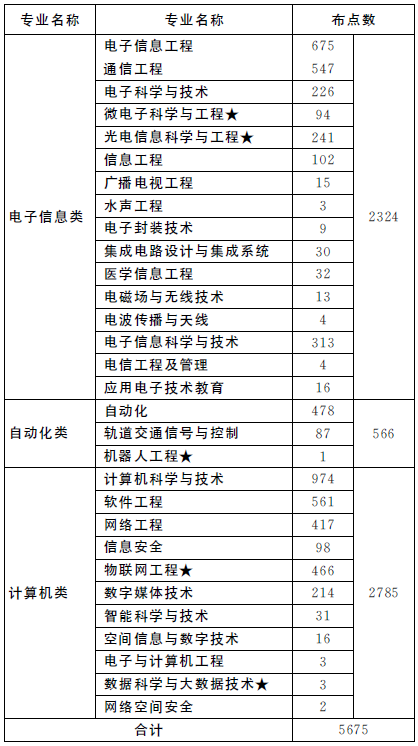 专业名称 专业名称 布点数
电子信息类 电子信息工程 675 2324
通信工程 547
电子科学与技术 226
微电子科学与工程★ 94
光电信息科学与工程★ 241
信息工程 102
广播电视工程 15
水声工程 3
电子封装技术 9
集成电路设计与集成系统 30
医学信息工程 32
电磁场与无线技术 13
电波传播与天线 4
电子信息科学与技术 313
电信工程及管理 4
应用电子技术教育 16
自动化类 自动化 478 566
轨道交通信号与控制 87
机器人工程★ 1
计算机类 计算机科学与技术 974 2785
软件工程 561
网络工程 417
信息安全 98
物联网工程★ 466
数字媒体技术 214
智能科学与技术 31
空间信息与数字技术 16
电子与计算机工程 3
数据科学与大数据技术★ 3
网络空间安全 2
合计 5675